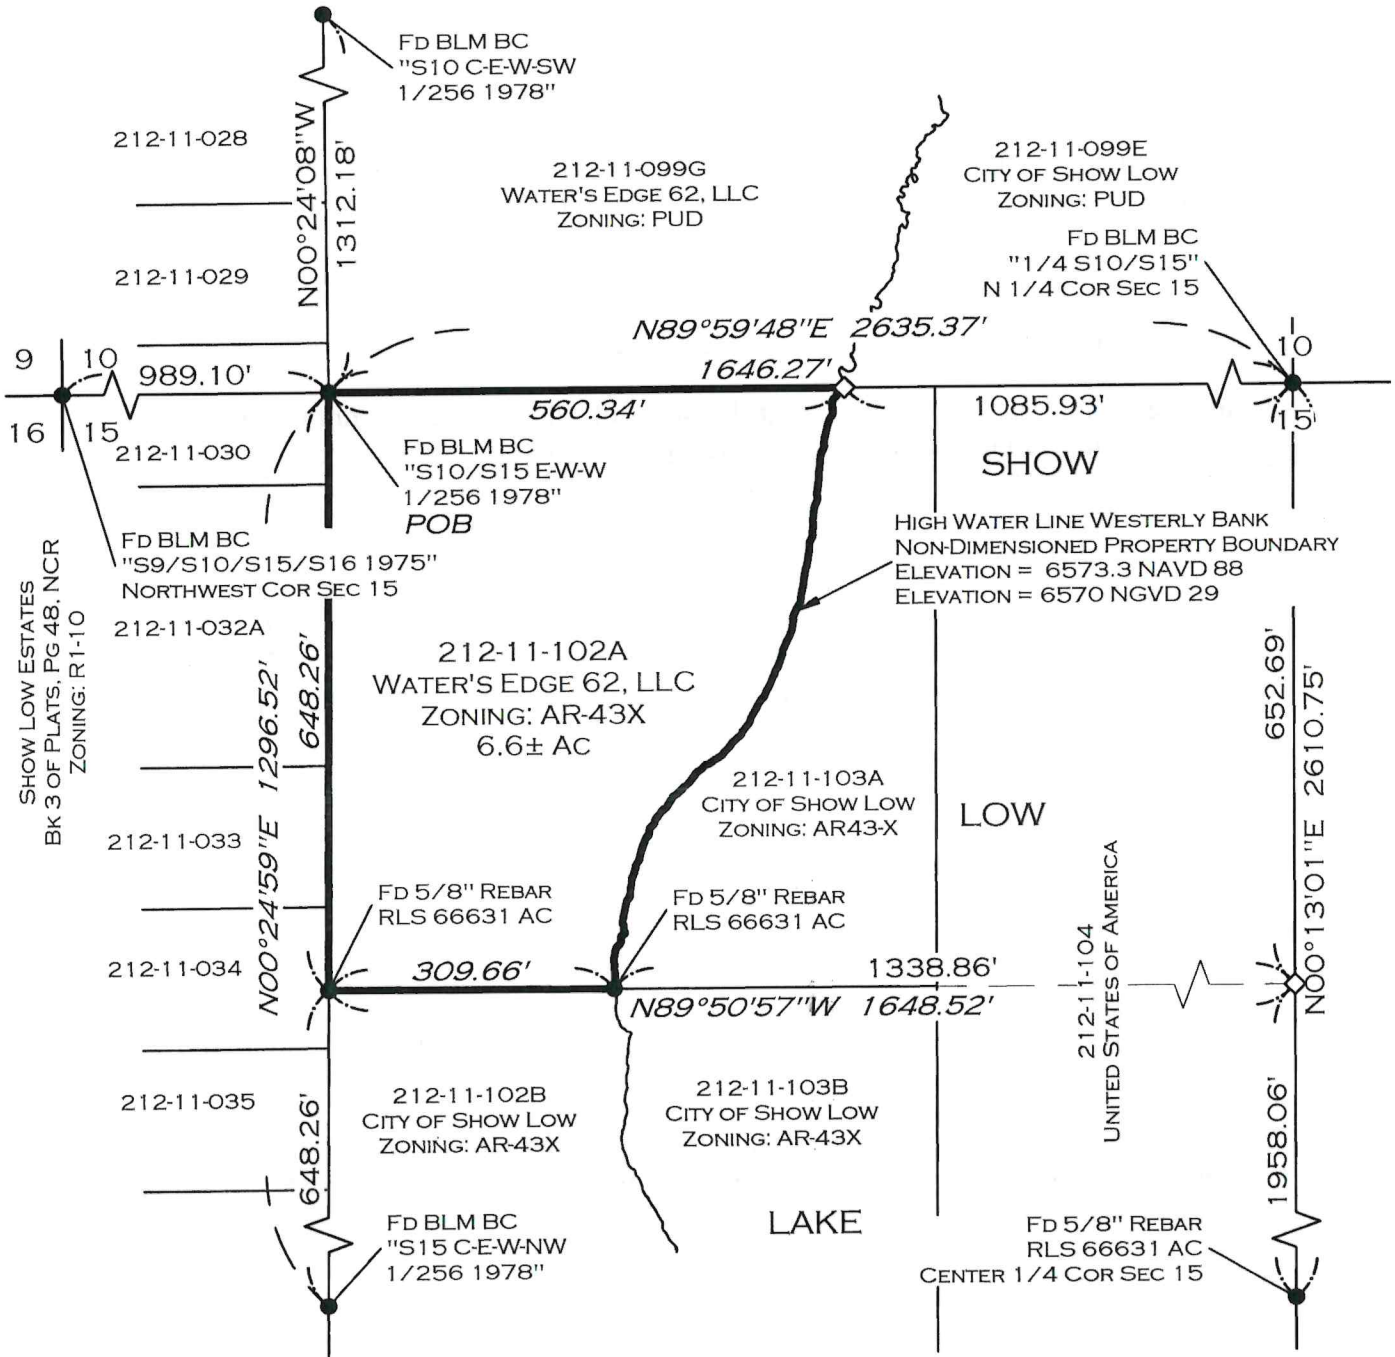 FD BLM BC
"S10 C-E-W-SW
1/256 1978"
212-11-028
N00°24'08"W
1312.18'
212-11-099G
WATER'S EDGE 62, LLC
ZONING: PUD
212-11-099E
CITY OF SHOW LOW
ZONING: PUD
FD BLM BC
"1/4 S10/S15"
N 1/4 COR SEC 15
212-11-029
N89°59'48"E 2635.37'
9
10
989.10'
1646.27'
10
560.34'
1085.93'
16
15
15
212-11-030
FD BLM BC
"S10/S15 E-W-W
1/256 1978"
POB
SHOW
FD BLM BC
"S9/S10/S15/S16 1975"
NORTHWEST COR SEC 15
HIGH WATER LINE WESTERLY BANK
NON-DIMENSIONED PROPERTY BOUNDARY
ELEVATION = 6573.3 NAVD 88
ELEVATION = 6570 NGVD 29
SHOW LOW ESTATES
BK 3 OF PLATS, PG 48, NCR
ZONING: R1-10
212-11-032A
N00°24'59"E 1296.52'
648.26'
212-11-102A
WATER'S EDGE 62, LLC
ZONING: AR-43X
6.6± AC
652.69'
N00°13'01"E 2610.75'
212-11-103A
CITY OF SHOW LOW
ZONING: AR43-X
LOW
212-11-033
FD 5/8" REBAR
RLS 66631 AC
FD 5/8" REBAR
RLS 66631 AC
212-11-104
UNITED STATES OF AMERICA
212-11-034
309.66'
1338.86'
N89°50'57"W 1648.52'
212-11-035
648.26'
212-11-102B
CITY OF SHOW LOW
ZONING: AR-43X
212-11-103B
CITY OF SHOW LOW
ZONING: AR-43X
1958.06'
LAKE
FD BLM BC
"S15 C-E-W-NW
1/256 1978"
FD 5/8" REBAR
RLS 66631 AC
CENTER 1/4 COR SEC 15